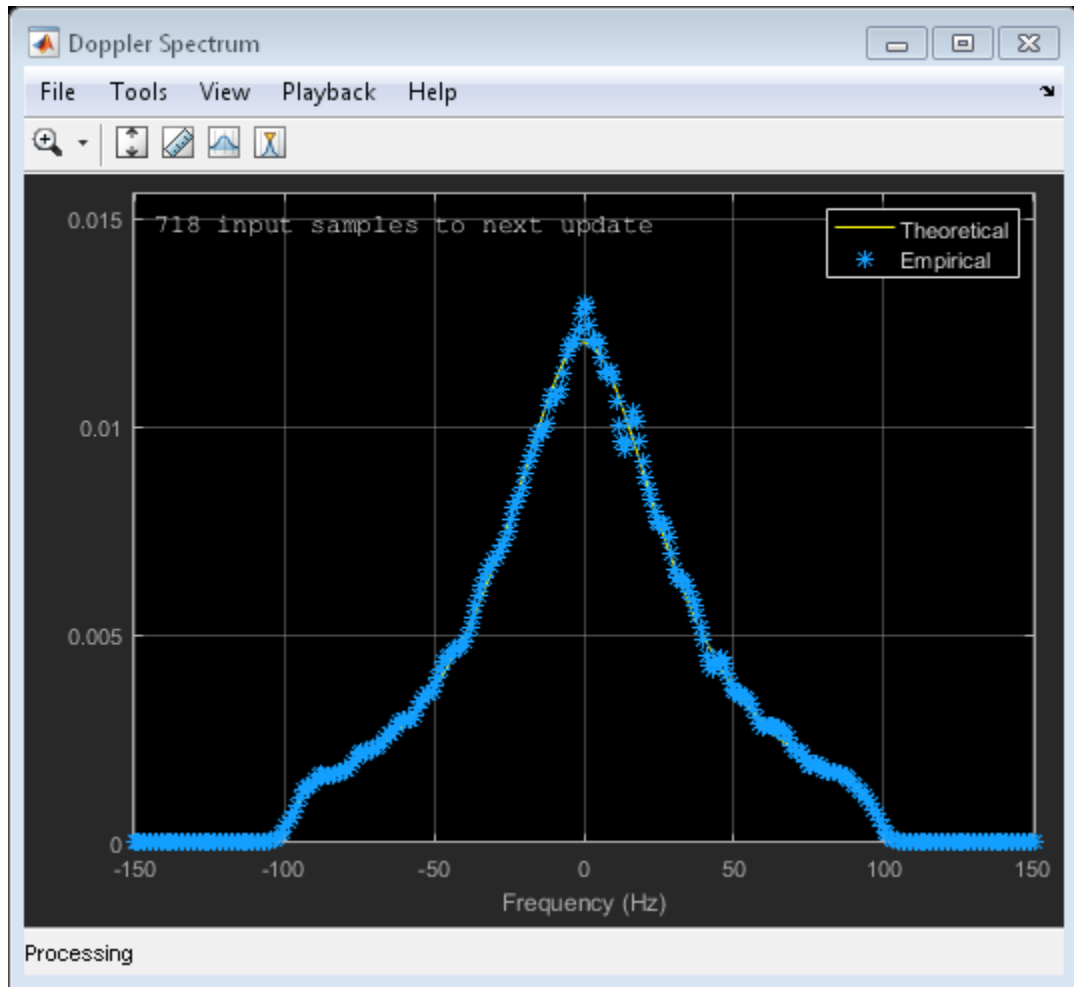 Doppler Spectrum
File Tools View Playback Help
718 input samples to next update
Theoretical
Empirical
0.015
0.01
0.005
0
-150 -100 -50 0 50 100 150
Frequency (Hz)
Processing